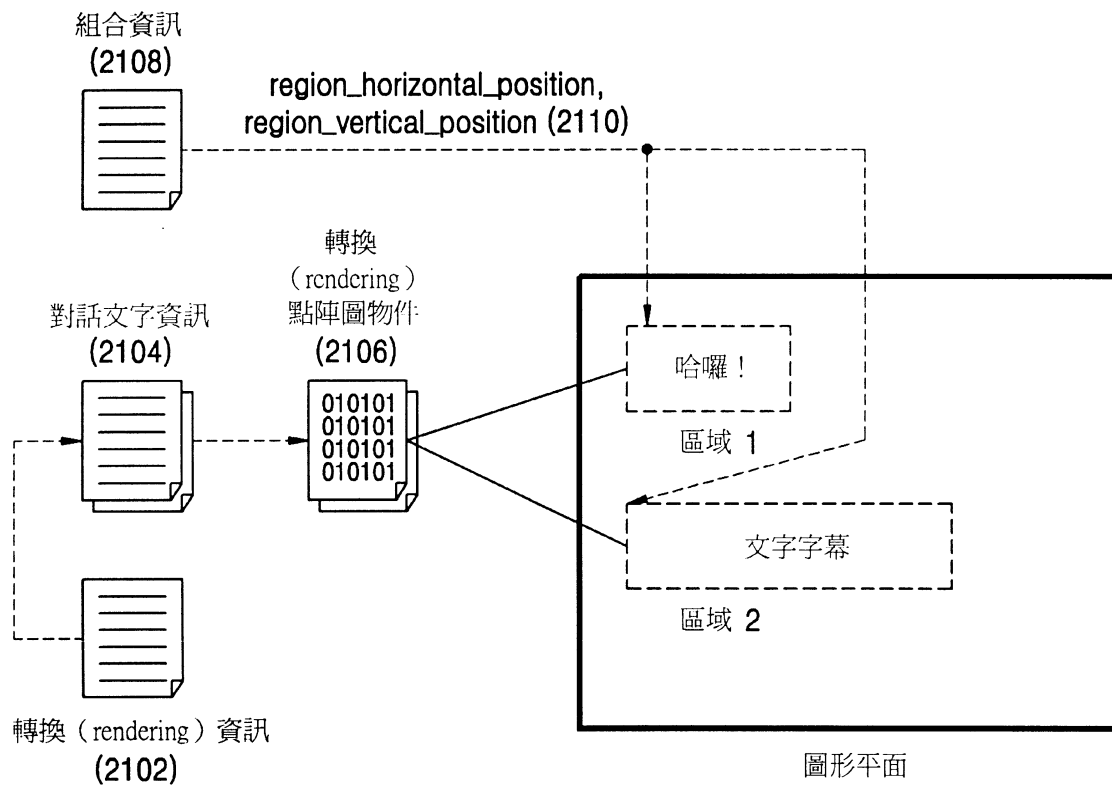 組合資訊
(2108)
region_horizontal_position,
region_vertical_position (2110)
轉換
（rendering）
點陣圖物件
(2106)
對話文字資訊
(2104)
010101
010101
010101
010101
哈囉！
區域 1
文字字幕
區域 2
轉換（rendering）資訊
(2102)
圖形平面